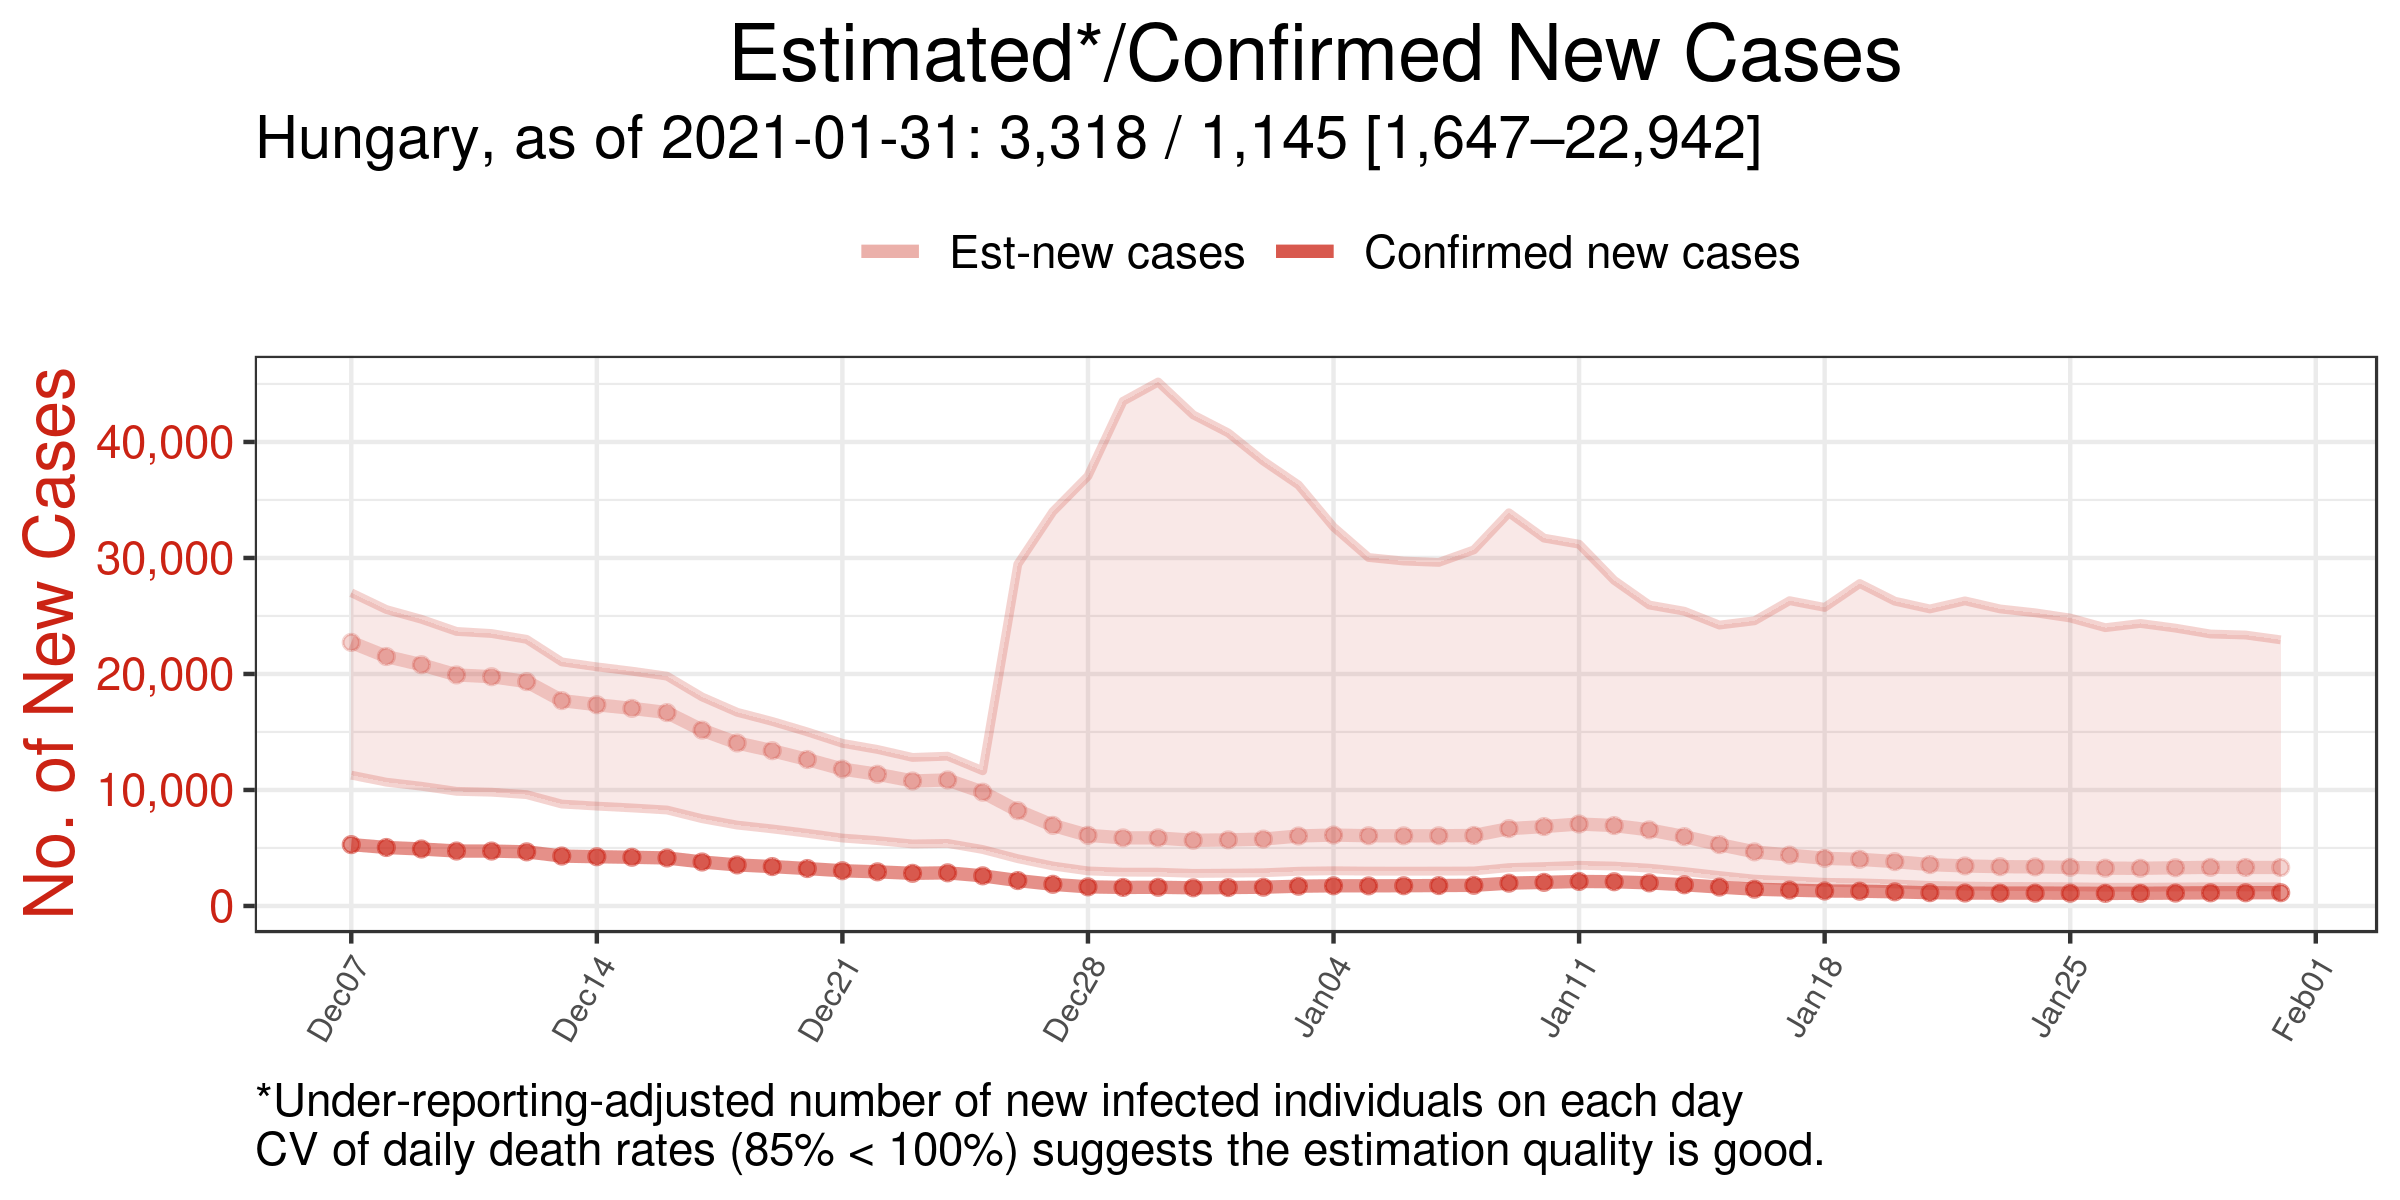 Estimated*/Confirmed New Cases
Hungary, as of 2021-01-31: 3,318 / 1,145 [1,647–22,942]
Est-new cases
Confirmed new cases
No. of New Cases
40,000
30,000
20,000
10,000
0
Dec07
Dec14
Dec21
Dec28
Jan04
Jan11
Jan18
Jan25
Feb01
*Under-reporting-adjusted number of new infected individuals on each day
CV of daily death rates (85% < 100%) suggests the estimation quality is good.